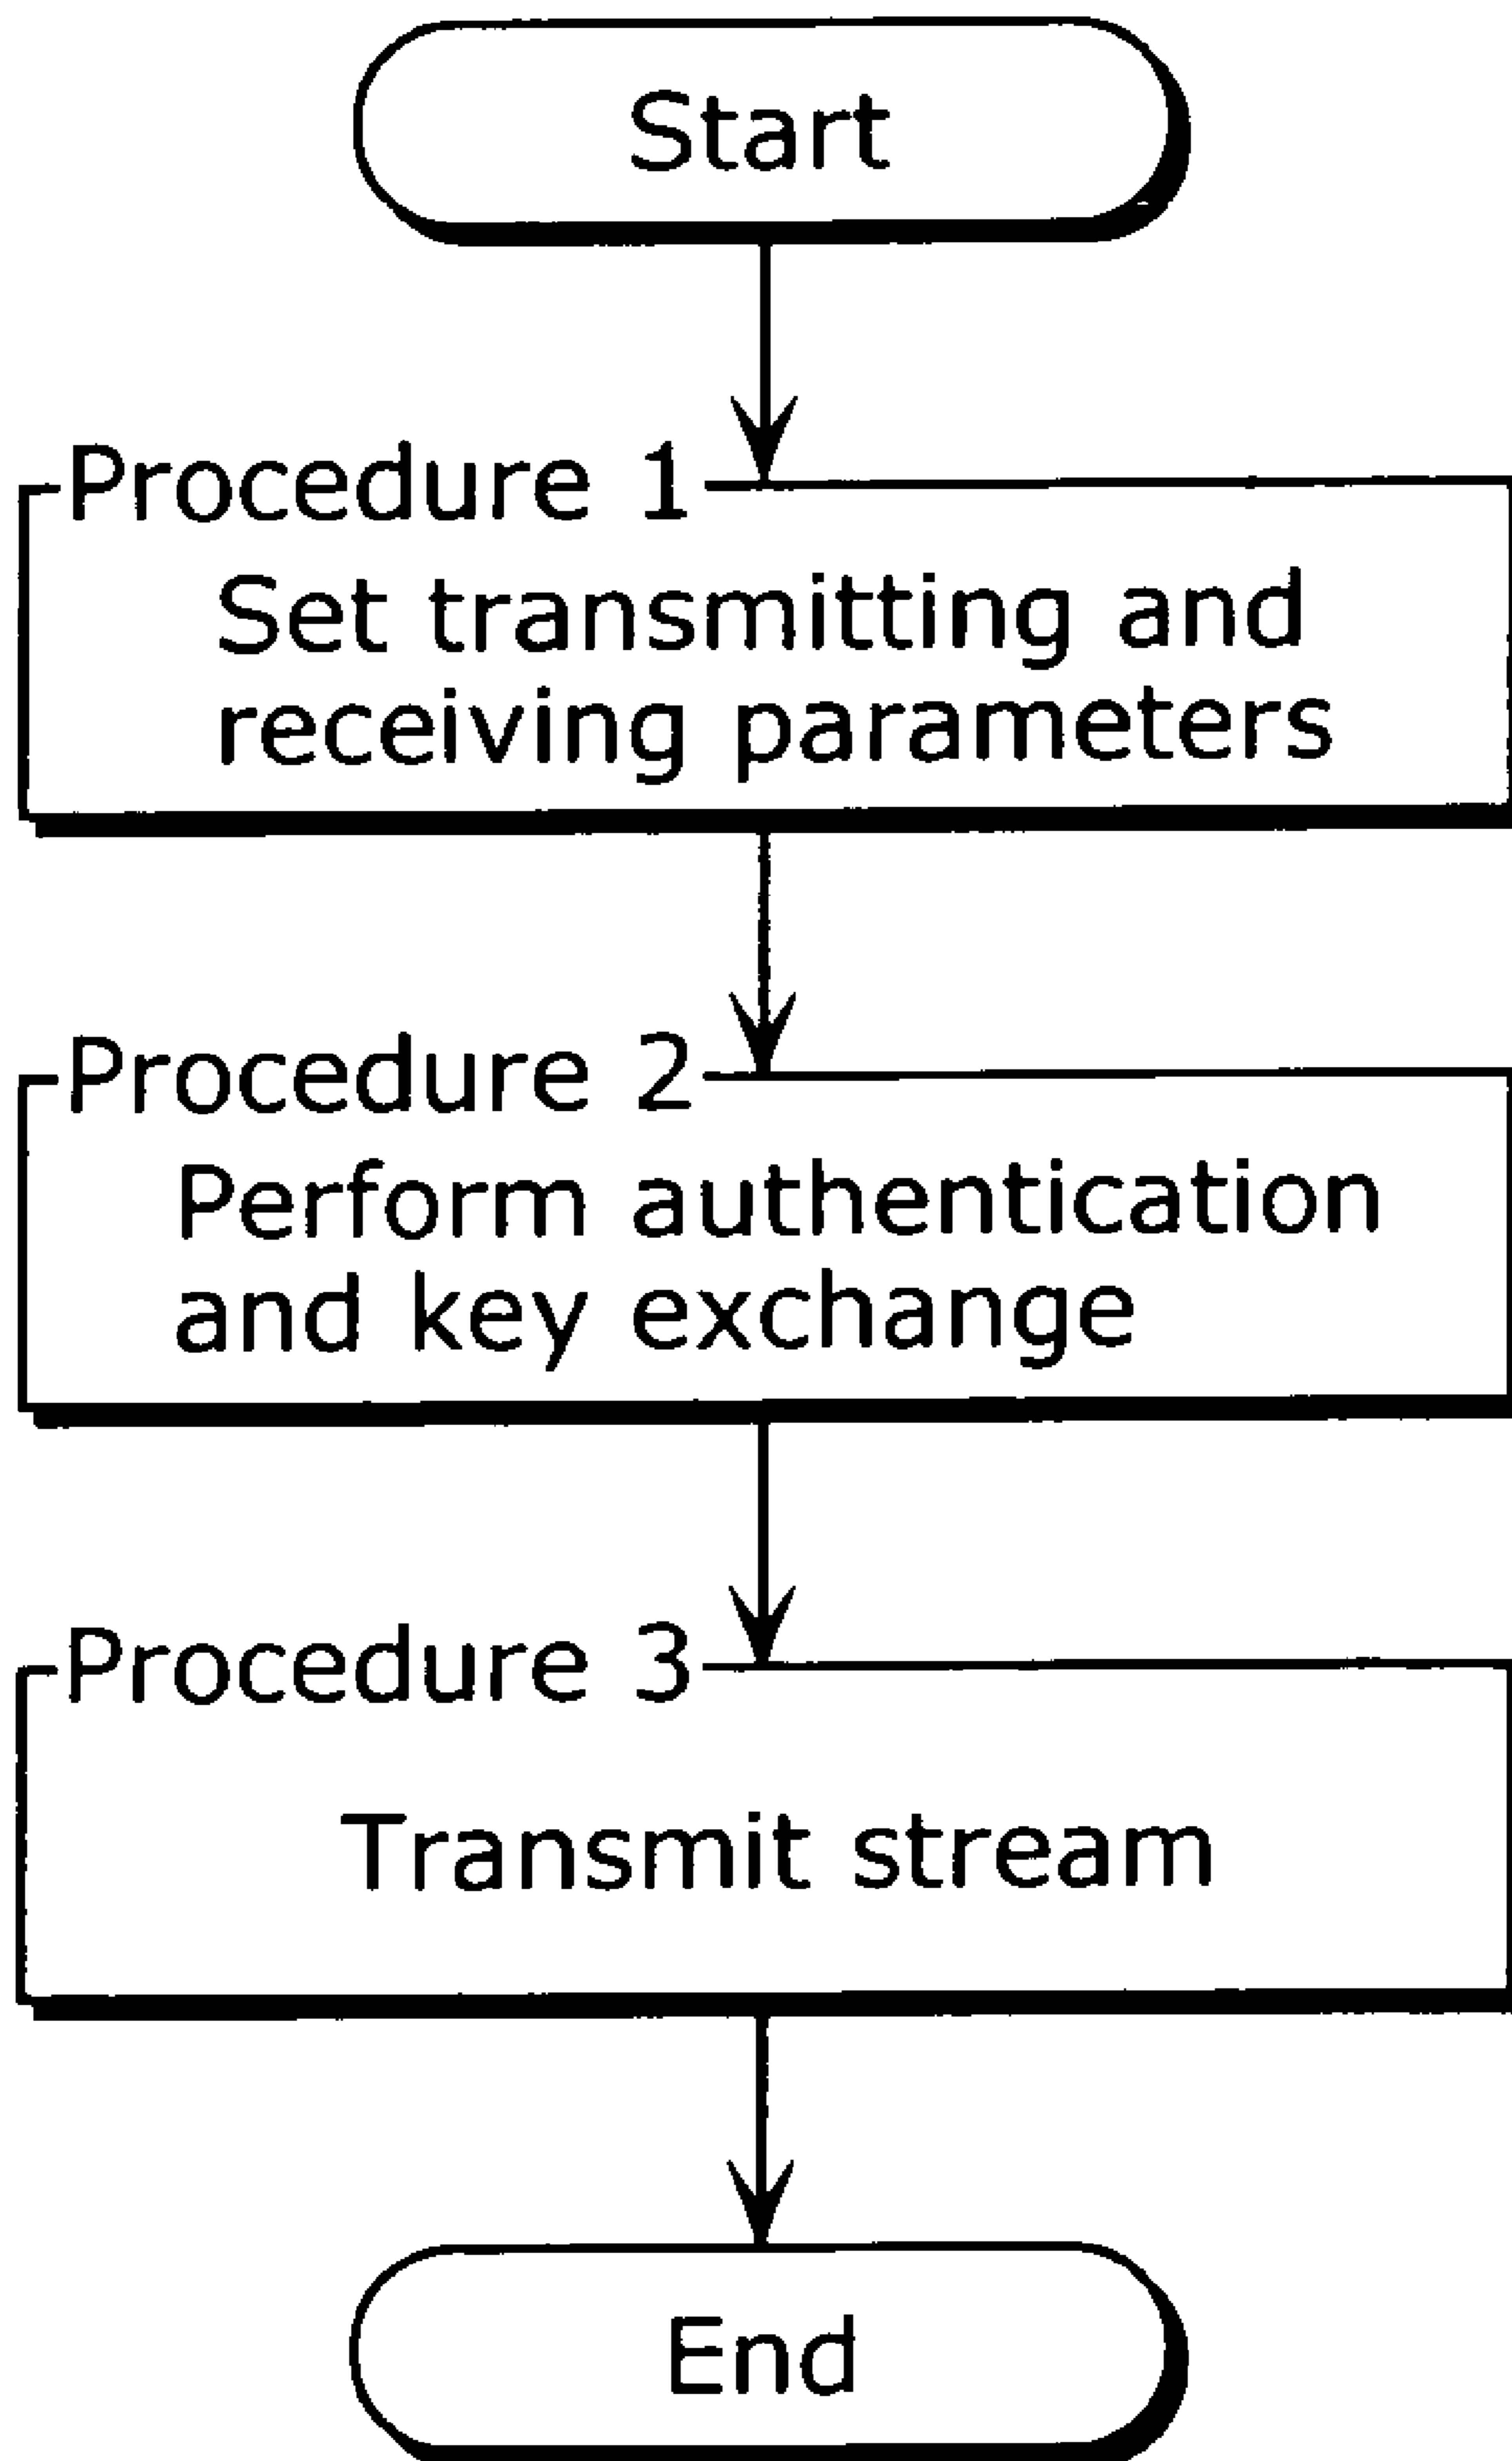 Start
Procedure 1
Set transmitting and
receiving parameters
Procedure 2
Perform authentication
and key exchange
Procedure 3
Transmit stream
End